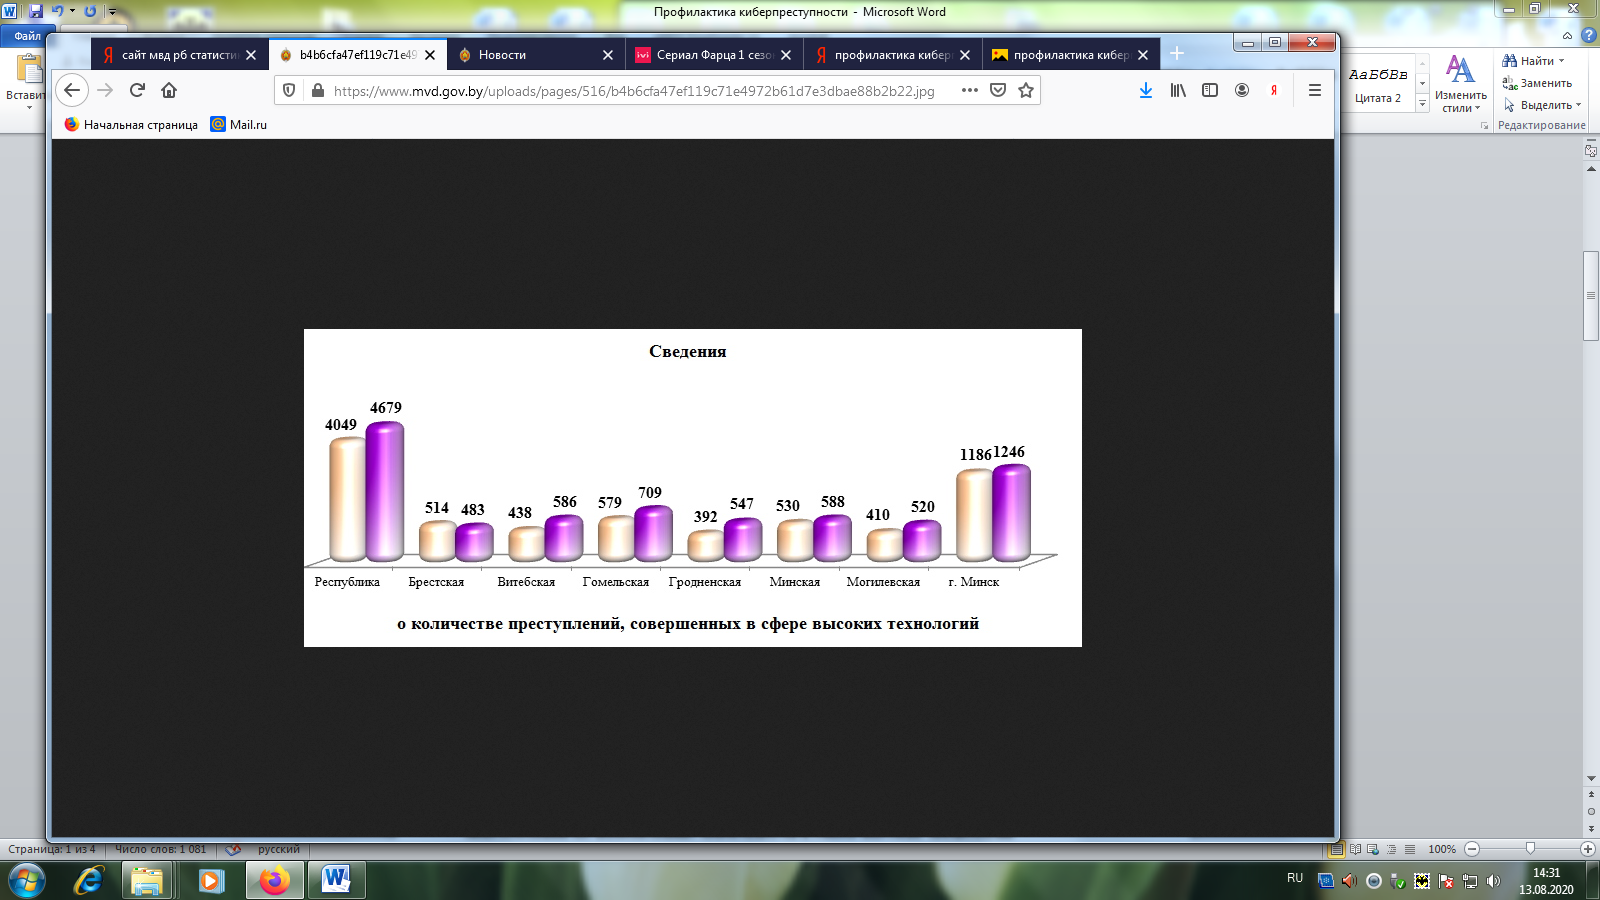 Профилактика киберпреступности - Microsoft Word
Файл
сайт мвд рб статисти
b4b6cfa47ef119c71e49
Новости
ivi Сериал Фарца 1 сезо
профилактика кибер
профилактика кибер
https://www.mvd.gov.by/uploads/pages/516/b4b6cfa47ef119c71e4972b61d7e3dbae88b2b22.jpg
Начальная страница
Mail.ru
Вставит
АаБбВв
Цитата 2
Изменить
стили
Найти
Заменить
Выделить
Редактирование
Сведения
4049 4679
514 483
438 586
579 709
392 547
530 588
410 520
1186 1246
Республика Брестская Витебская Гомельская Гродненская Минская Могилевская г. Минск
о количестве преступлений, совершенных в сфере высоких технологий
Страница: 1 из 4 Число слов: 1 081 русский
100%
RU
14:31
13.08.2020